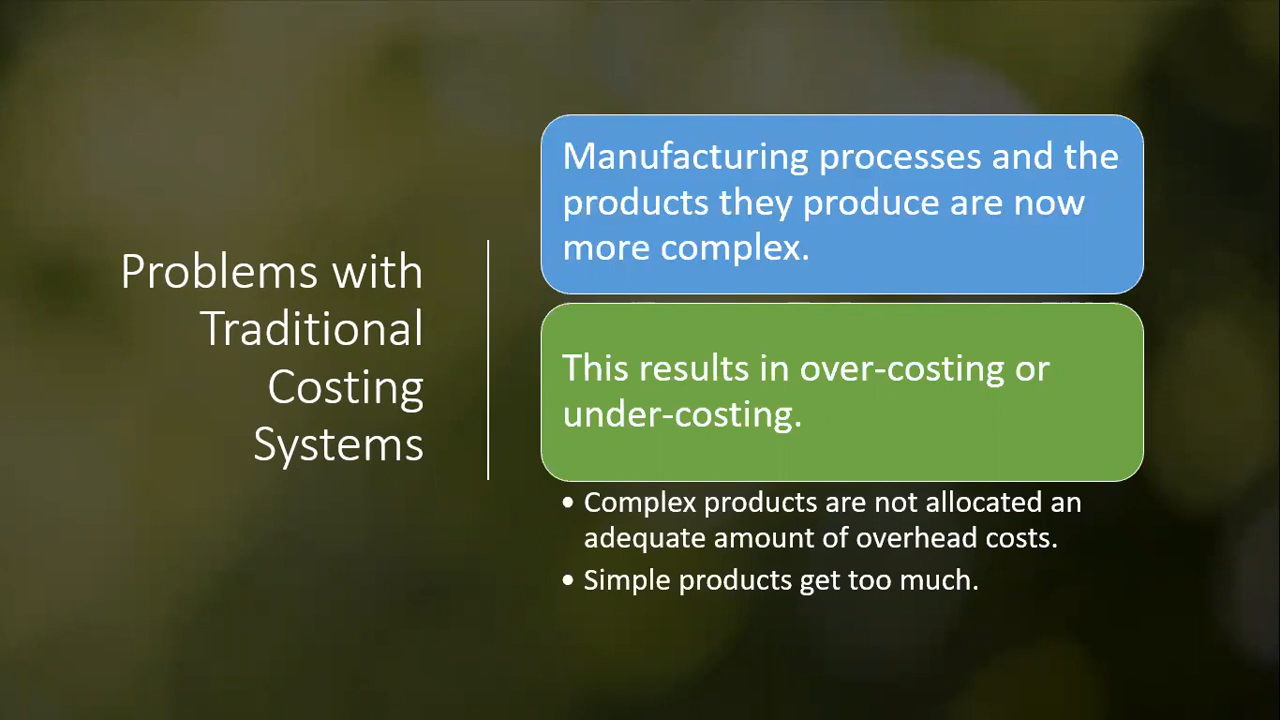 Problems with
Traditional
Costing
Systems
Manufacturing processes and the
products they produce are now
more complex.
This results in over-costing or
under-costing.
• Complex products are not allocated an
adequate amount of overhead costs.
• Simple products get too much.